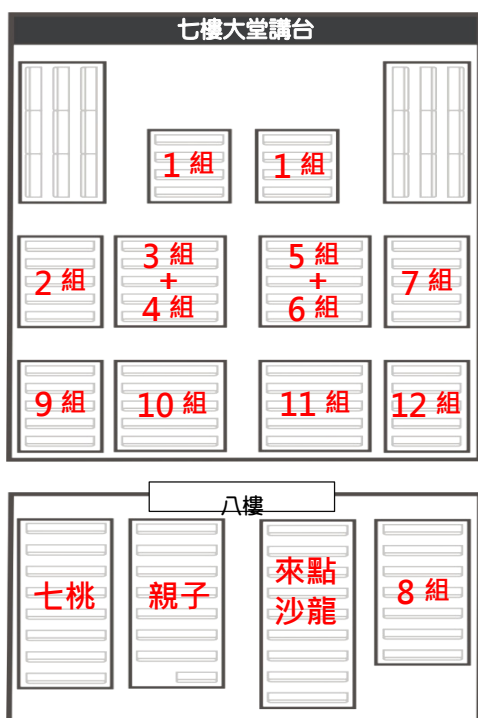 七樓大堂講台
1 組
1 組
2 組
3 組
+
4 組
5 組
+
6 組
7 組
9 組
10 組
11 組
12 組
八樓
七桃
親子
來點
沙龍
8 組